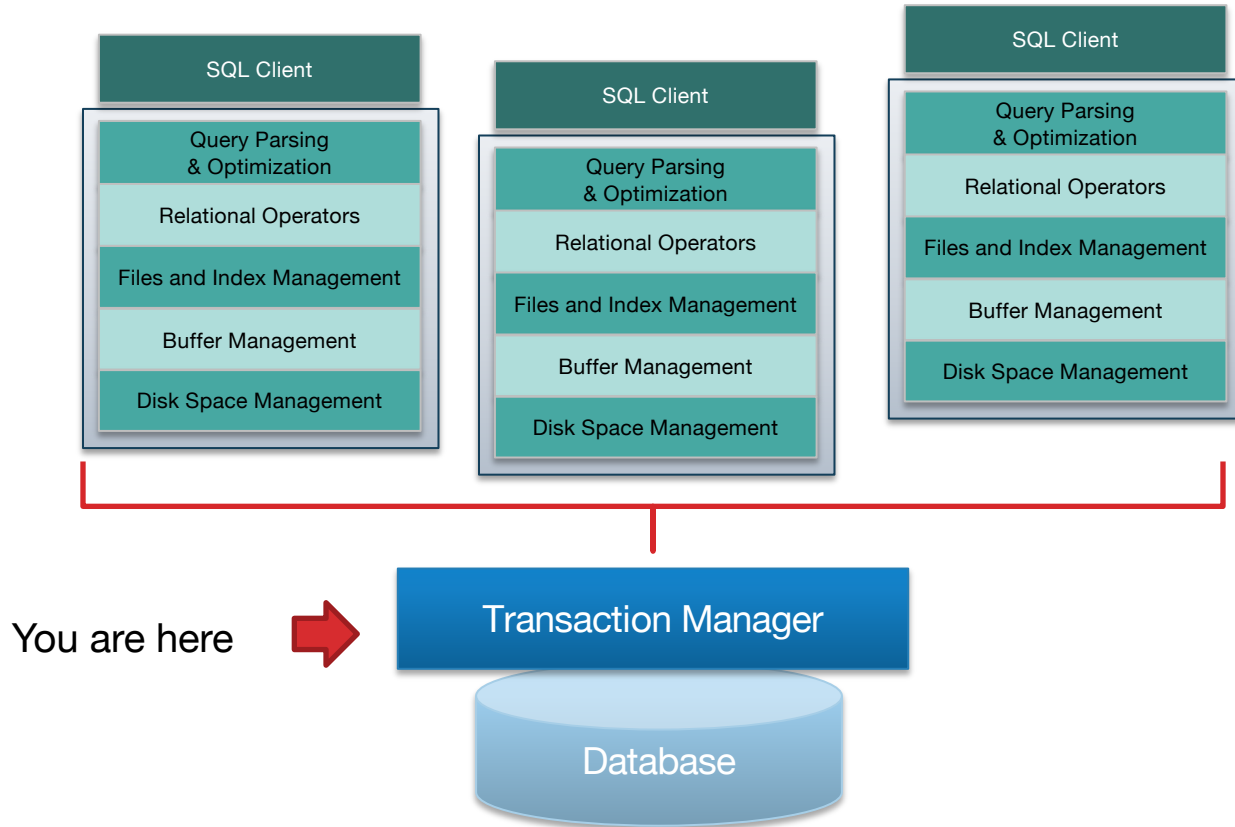 SQL Client
Query Parsing
& Optimization
Relational Operators
Files and Index Management
Buffer Management
Disk Space Management
SQL Client
Query Parsing
& Optimization
Relational Operators
Files and Index Management
Buffer Management
Disk Space Management
SQL Client
Query Parsing
& Optimization
Relational Operators
Files and Index Management
Buffer Management
Disk Space Management
You are here
Transaction Manager
Database